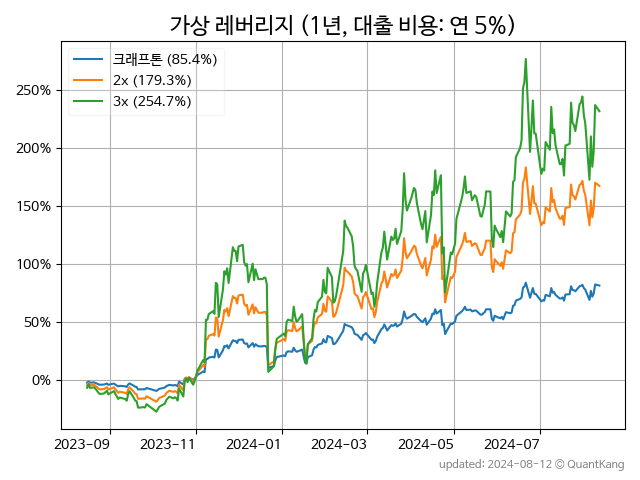 가상 레버리지 (1년, 대출 비용: 연 5%)
크래프톤 (85.4%)
2x (179.3%)
3x (254.7%)
250%
200%
150%
100%
50%
0%
2023-09 2023-11 2024-01 2024-03 2024-05 2024-07
updated: 2024-08-12 © QuantKang